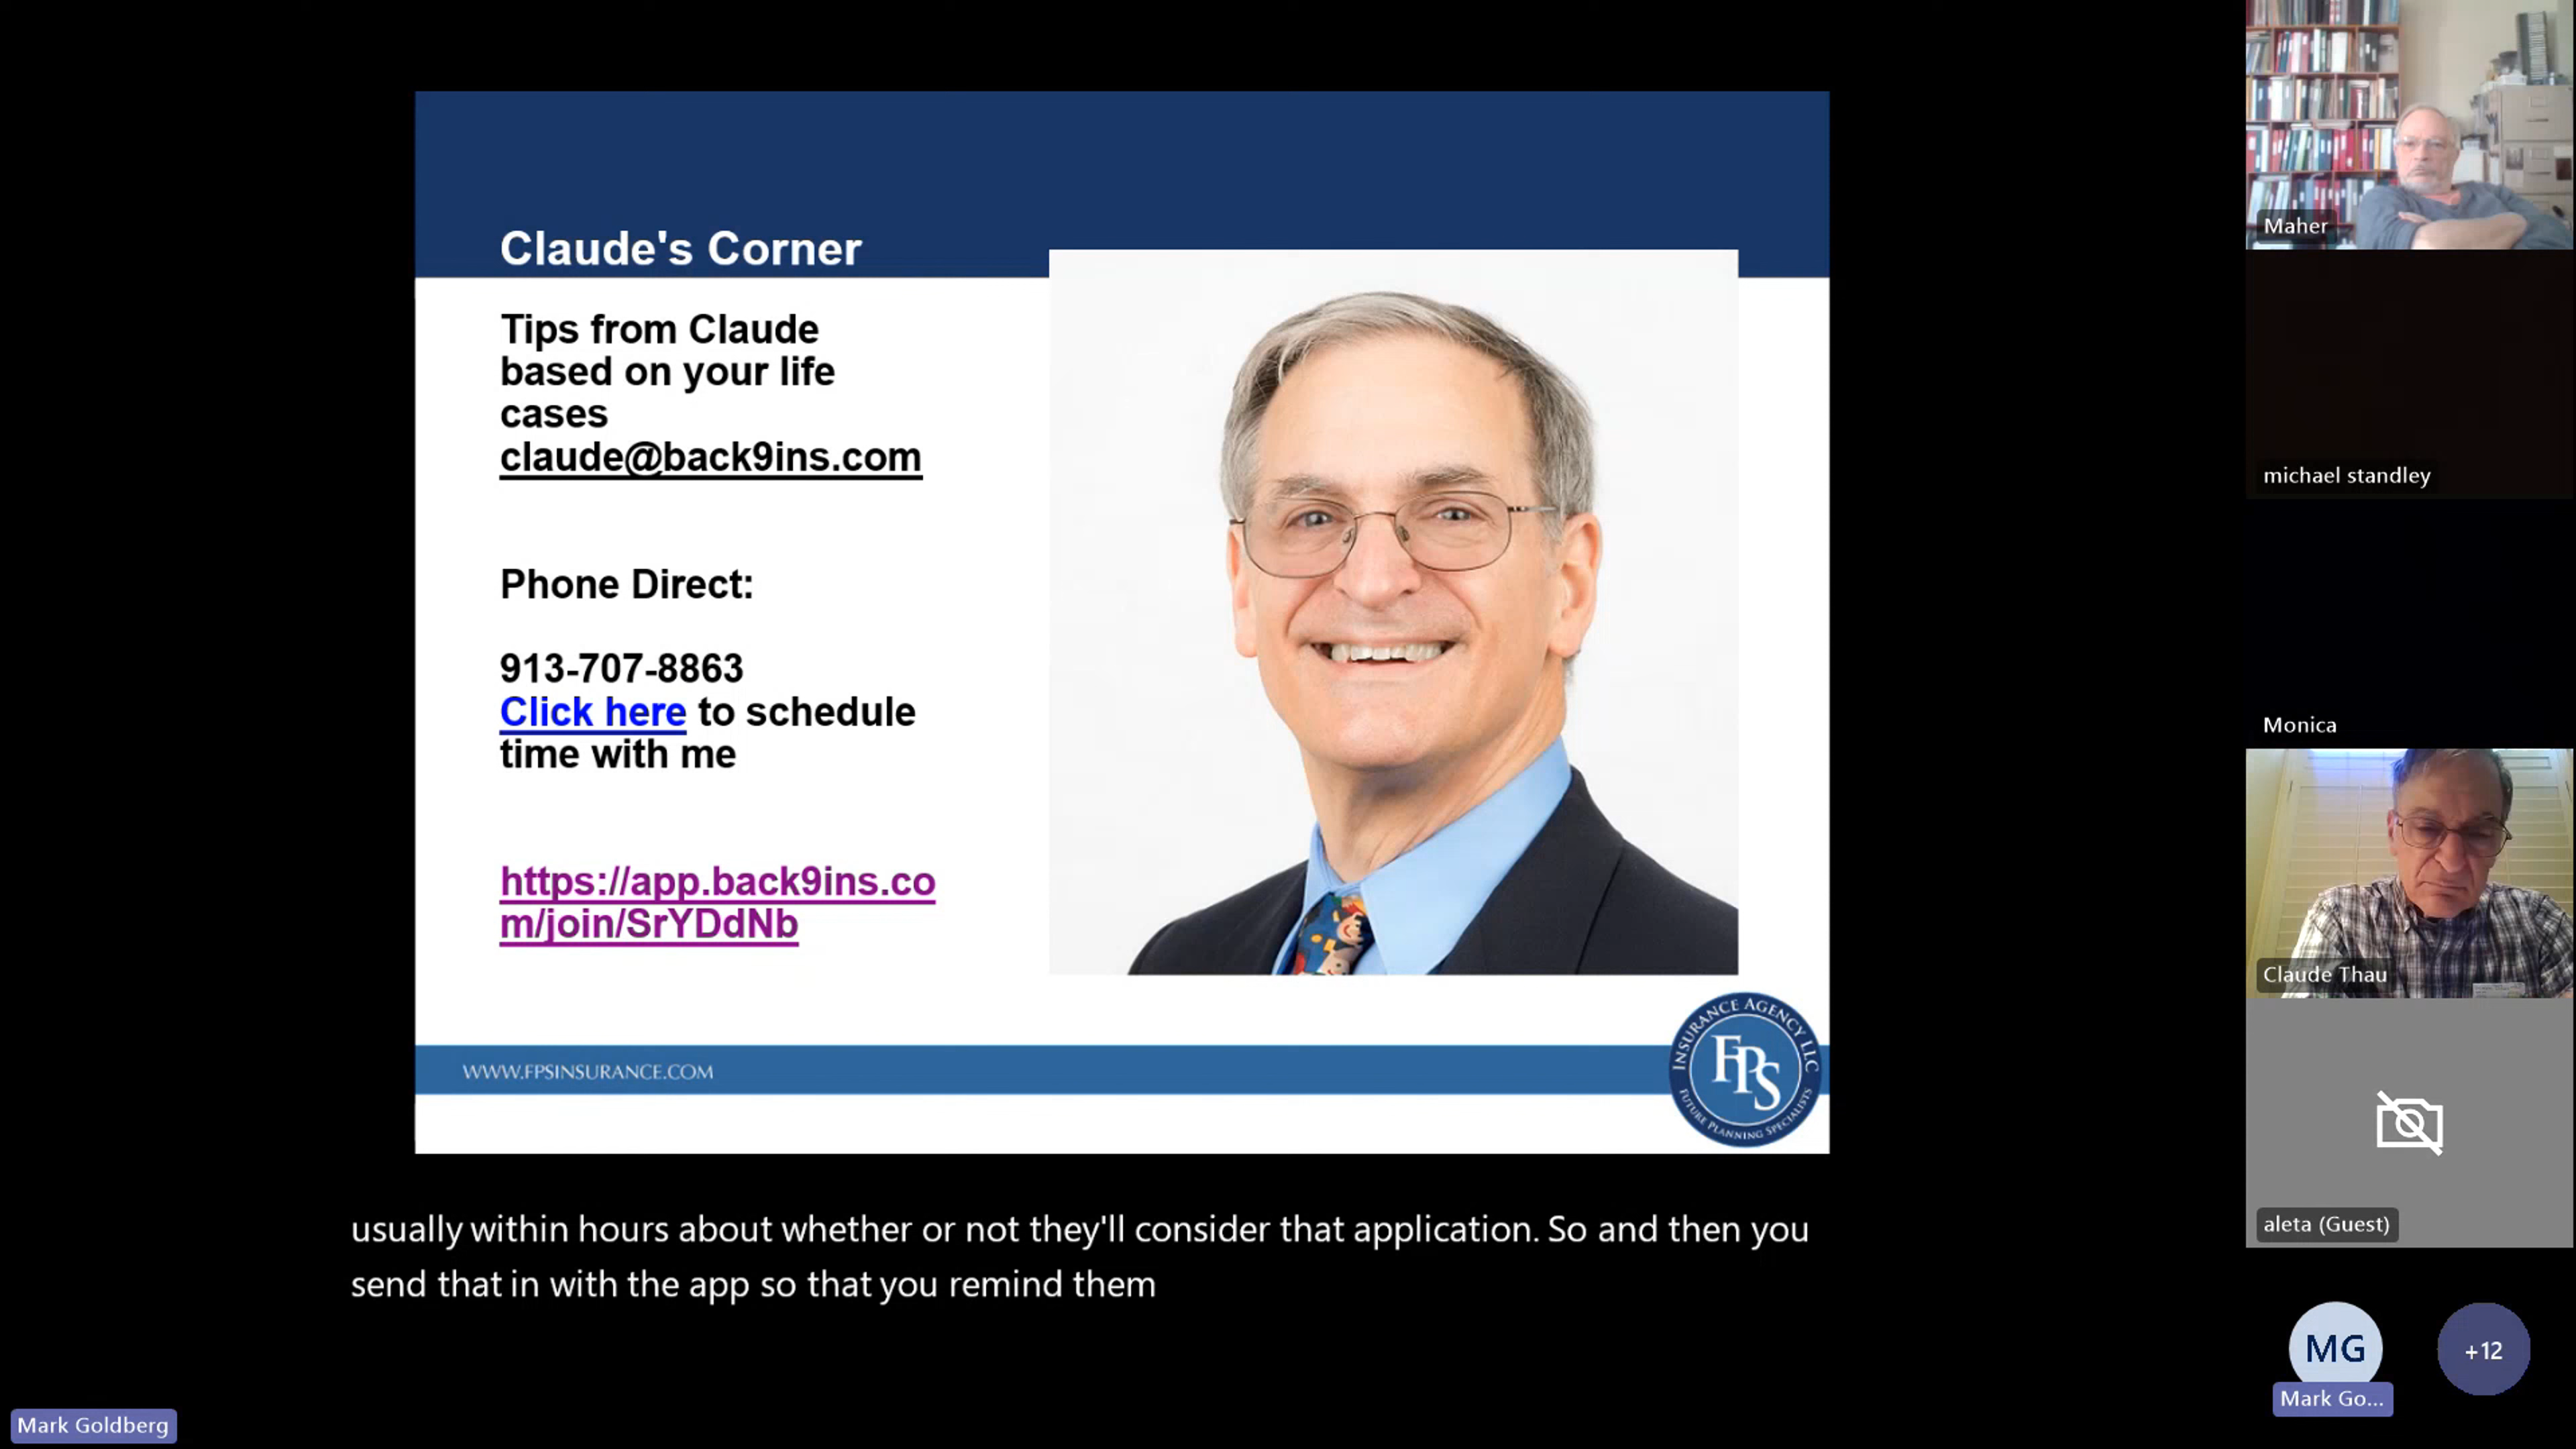 Claude's Corner
Tips from Claude
based on your life
cases
claude@back9ins.com
Phone Direct:
913-707-8863
Click here to schedule
time with me
https://app.back9ins.co
m/join/SrYDdNb
WWW.FPSINSURANCE.COM
INSURANCE AGENCY LLC
FPS
FUTURE PLANNING SPECIALISTS
usually within hours about whether or not they'll consider that application. So and then you
send that in with the app so that you remind them
Mark Goldberg
Maher
michael standley
Monica
Claude Thau
aleta (Guest)
MG
+12
Mark Go...